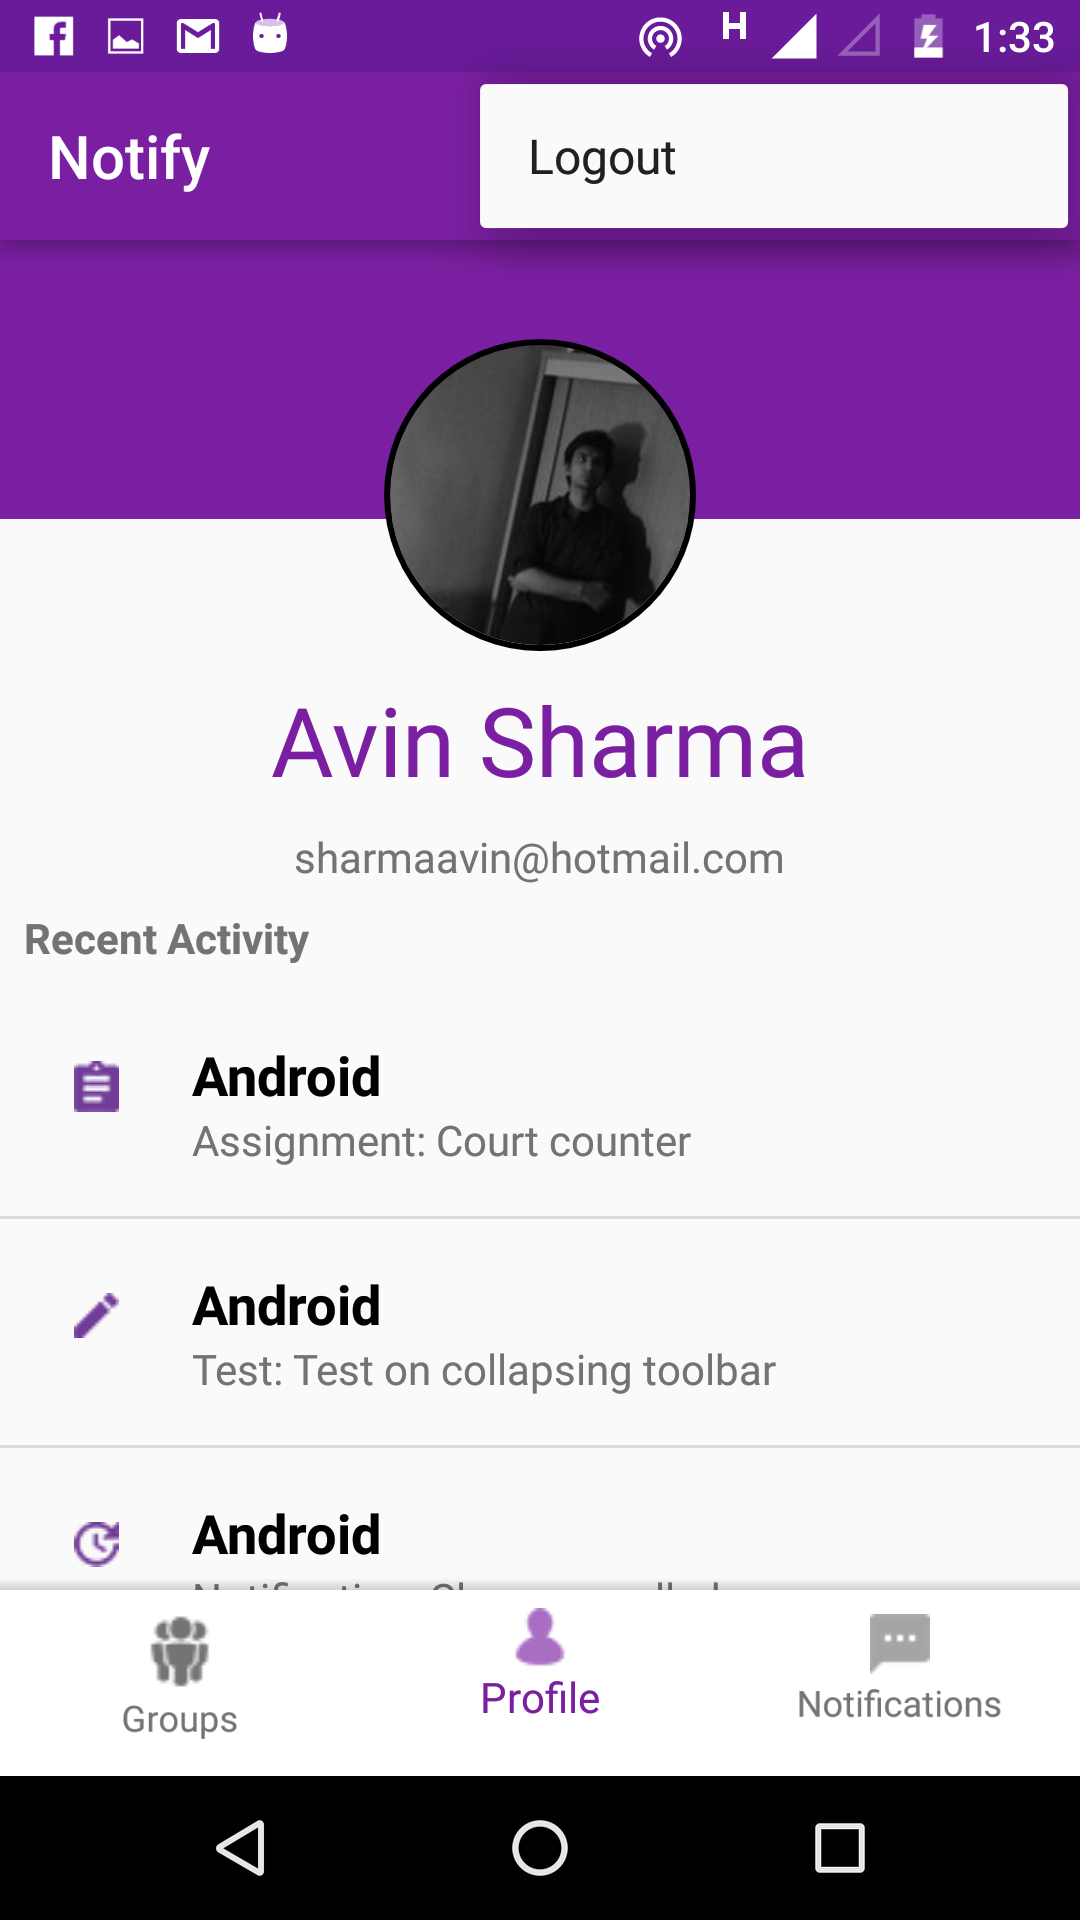 H 1:33
Notify
Logout
Avin Sharma
sharmaavin@hotmail.com
Recent Activity
Android
Assignment: Court counter
Android
Test: Test on collapsing toolbar
Android
Groups
Profile
Notifications